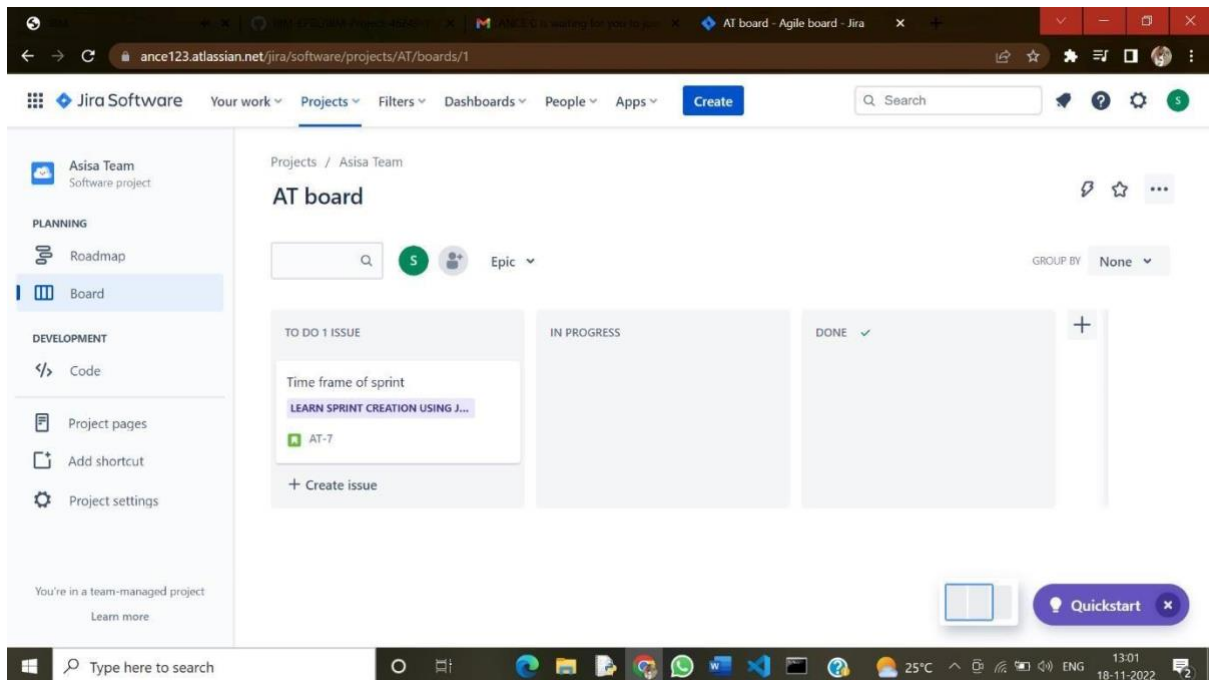 AT board - Agile board - Jira
ance123.atlassian.net/jira/software/projects/AT/boards/1
Jira Software Your work Projects Filters Dashboards People Apps Create Search S
Asisa Team
Software project
PLANNING
Roadmap
Board
DEVELOPMENT
Code
Project pages
Add shortcut
Project settings
You're in a team-managed project
Learn more
Projects / Asisa Team
AT board
S Epic GROUP BY None
TO DO 1 ISSUE IN PROGRESS DONE
Time frame of sprint
LEARN SPRINT CREATION USING J...
AT-7
+ Create issue
Quickstart
Type here to search 25°C ENG 13:01
18-11-2022 2